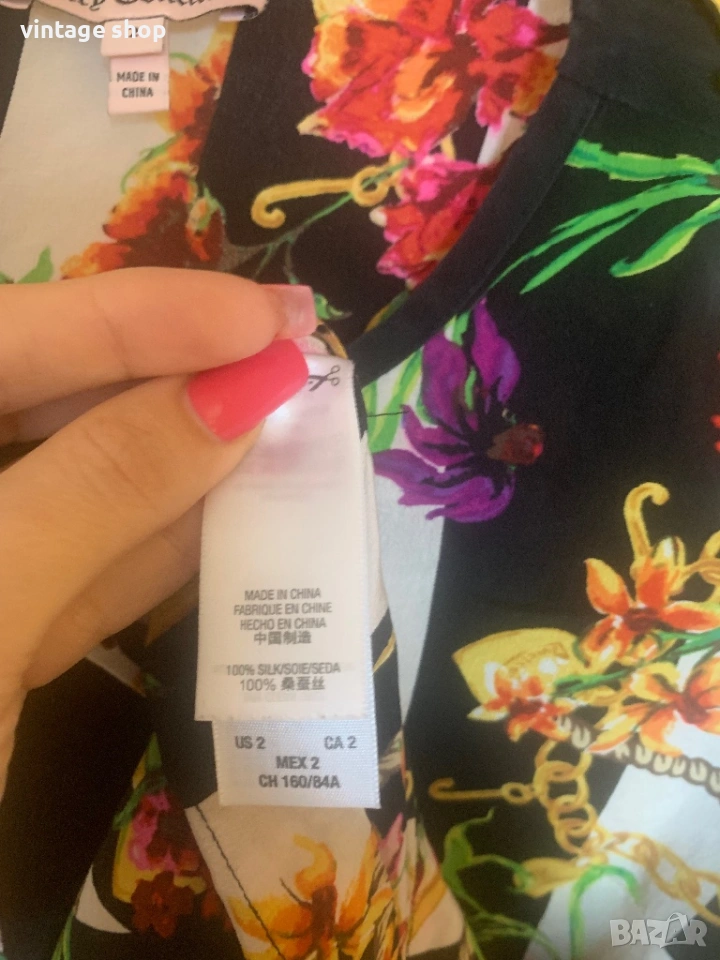 vintage shop
2
MADE IN
CHINA
MADE IN CHINA
FABRIQUE EN CHINE
HECHO EN CHINA
中国制造
100% SILK/SOIE/SEDA
100% 桑蚕丝
US 2 CA 2
MEX 2
CH 160/84A
BAZAR